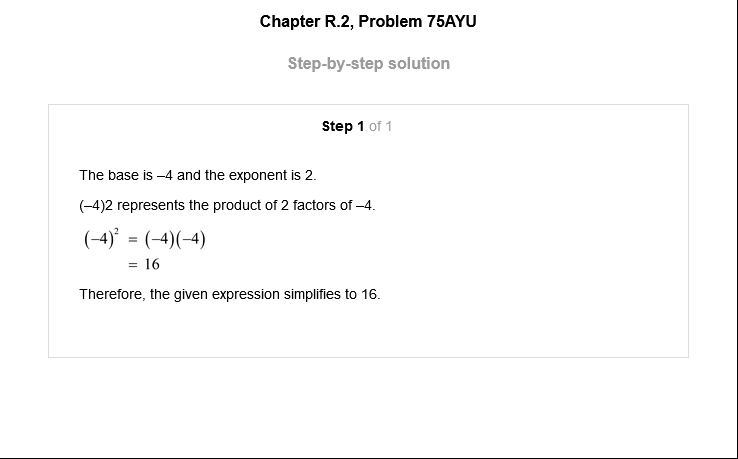 Chapter R.2, Problem 75AYU
Step-by-step solution
Step 1 of 1
The base is –4 and the exponent is 2.
(–4)2 represents the product of 2 factors of –4.
(–4)² = (–4)(–4)
= 16
Therefore, the given expression simplifies to 16.